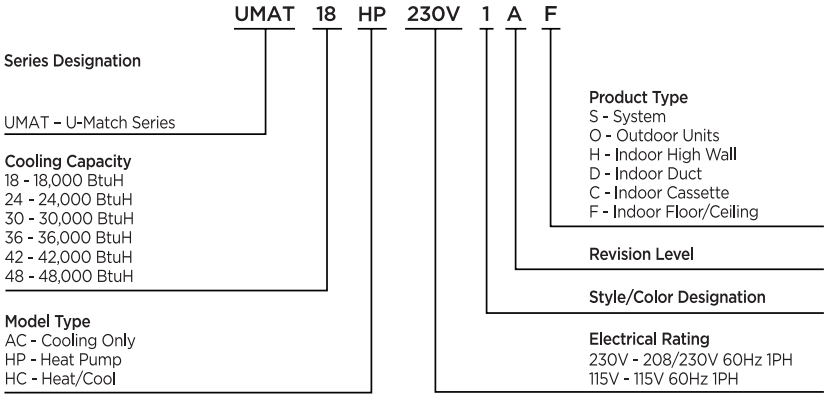 UMAT 18 HP 230V 1 A F
Series Designation
UMAT – U-Match Series
Cooling Capacity
18 - 18,000 BtuH
24 - 24,000 BtuH
30 - 30,000 BtuH
36 - 36,000 BtuH
42 - 42,000 BtuH
48 - 48,000 BtuH
Model Type
AC - Cooling Only
HP - Heat Pump
HC - Heat/Cool
Product Type
S - System
O - Outdoor Units
H - Indoor High Wall
D - Indoor Duct
C - Indoor Cassette
F - Indoor Floor/Ceiling
Revision Level
Style/Color Designation
Electrical Rating
230V - 208/230V 60Hz 1PH
115V - 115V 60Hz 1PH